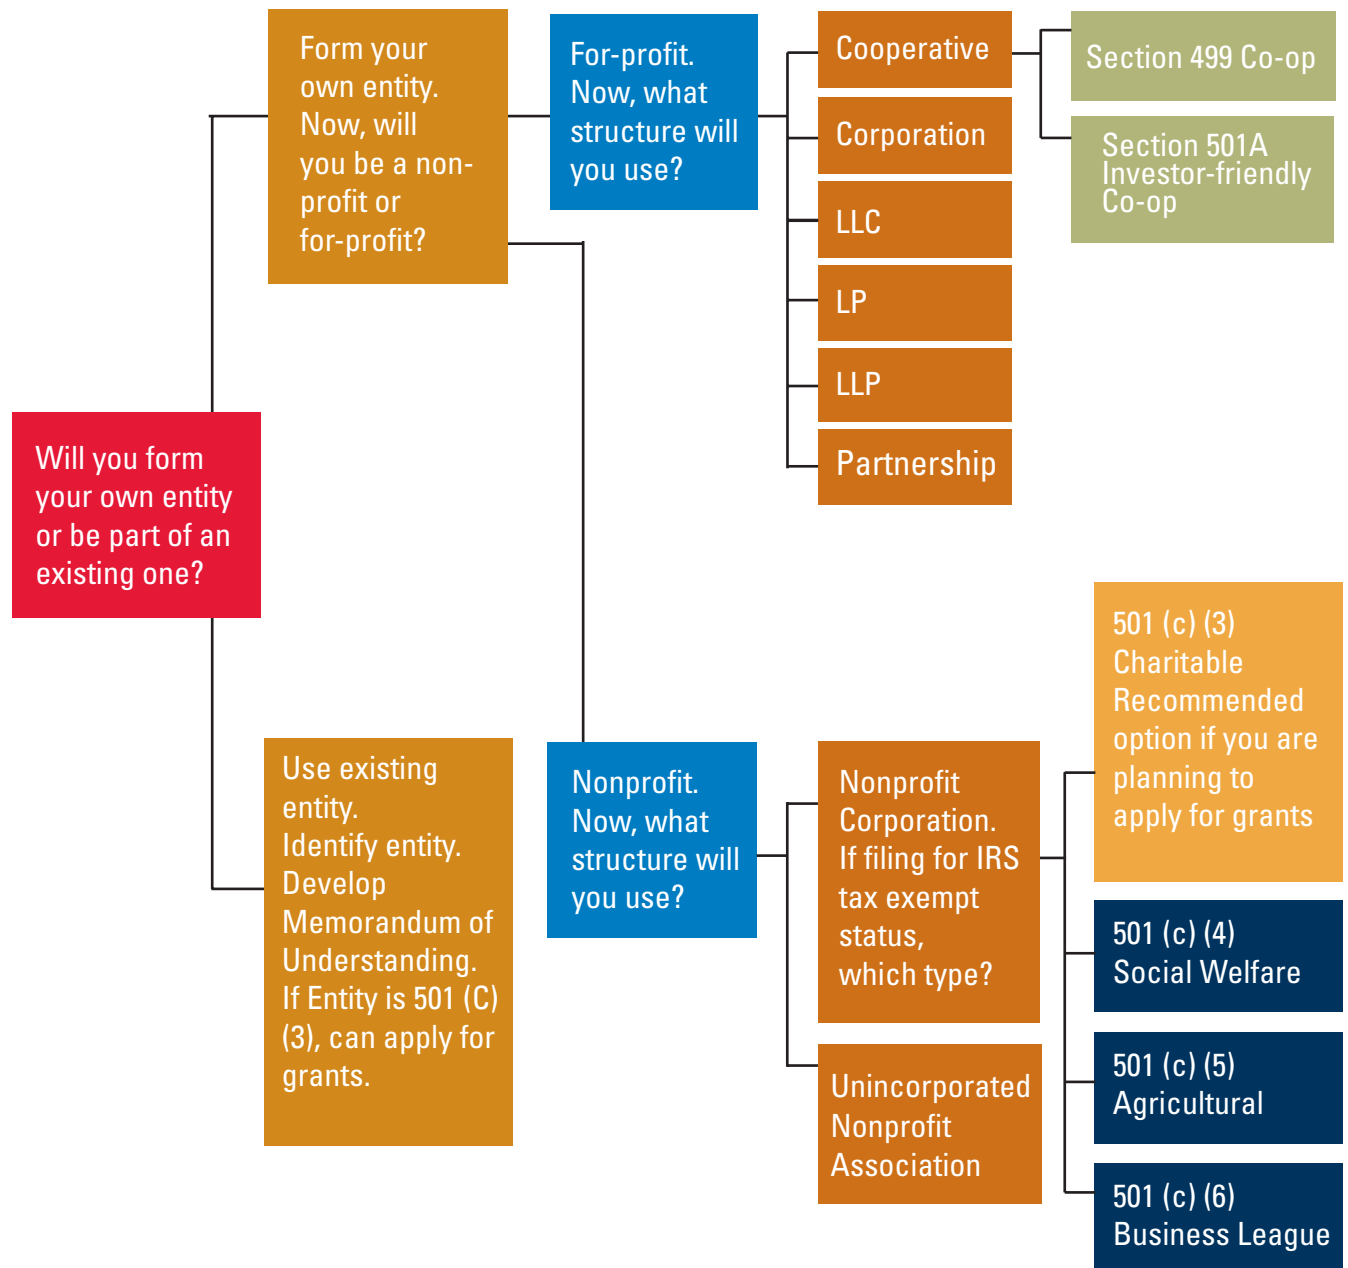 Will you form
your own entity
or be part of an
existing one?
Form your
own entity.
Now, will
you be a non-
profit or
for-profit?
For-profit.
Now, what
structure will
you use?
Cooperative
Section 499 Co-op
Section 501A
Investor-friendly
Co-op
Corporation
LLC
LP
LLP
Partnership
Use existing
entity.
Identify entity.
Develop
Memorandum of
Understanding.
If Entity is 501 (C)
(3), can apply for
grants.
Nonprofit.
Now, what
structure will
you use?
Nonprofit
Corporation.
If filing for IRS
tax exempt
status,
which type?
Unincorporated
Nonprofit
Association
501 (c) (3)
Charitable
Recommended
option if you are
planning to
apply for grants
501 (c) (4)
Social Welfare
501 (c) (5)
Agricultural
501 (c) (6)
Business League